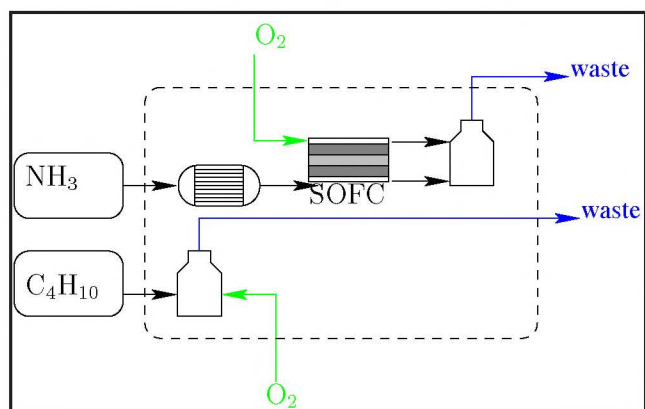 O₂
waste
NH₃
SOFC
waste
C₄H₁₀
O₂